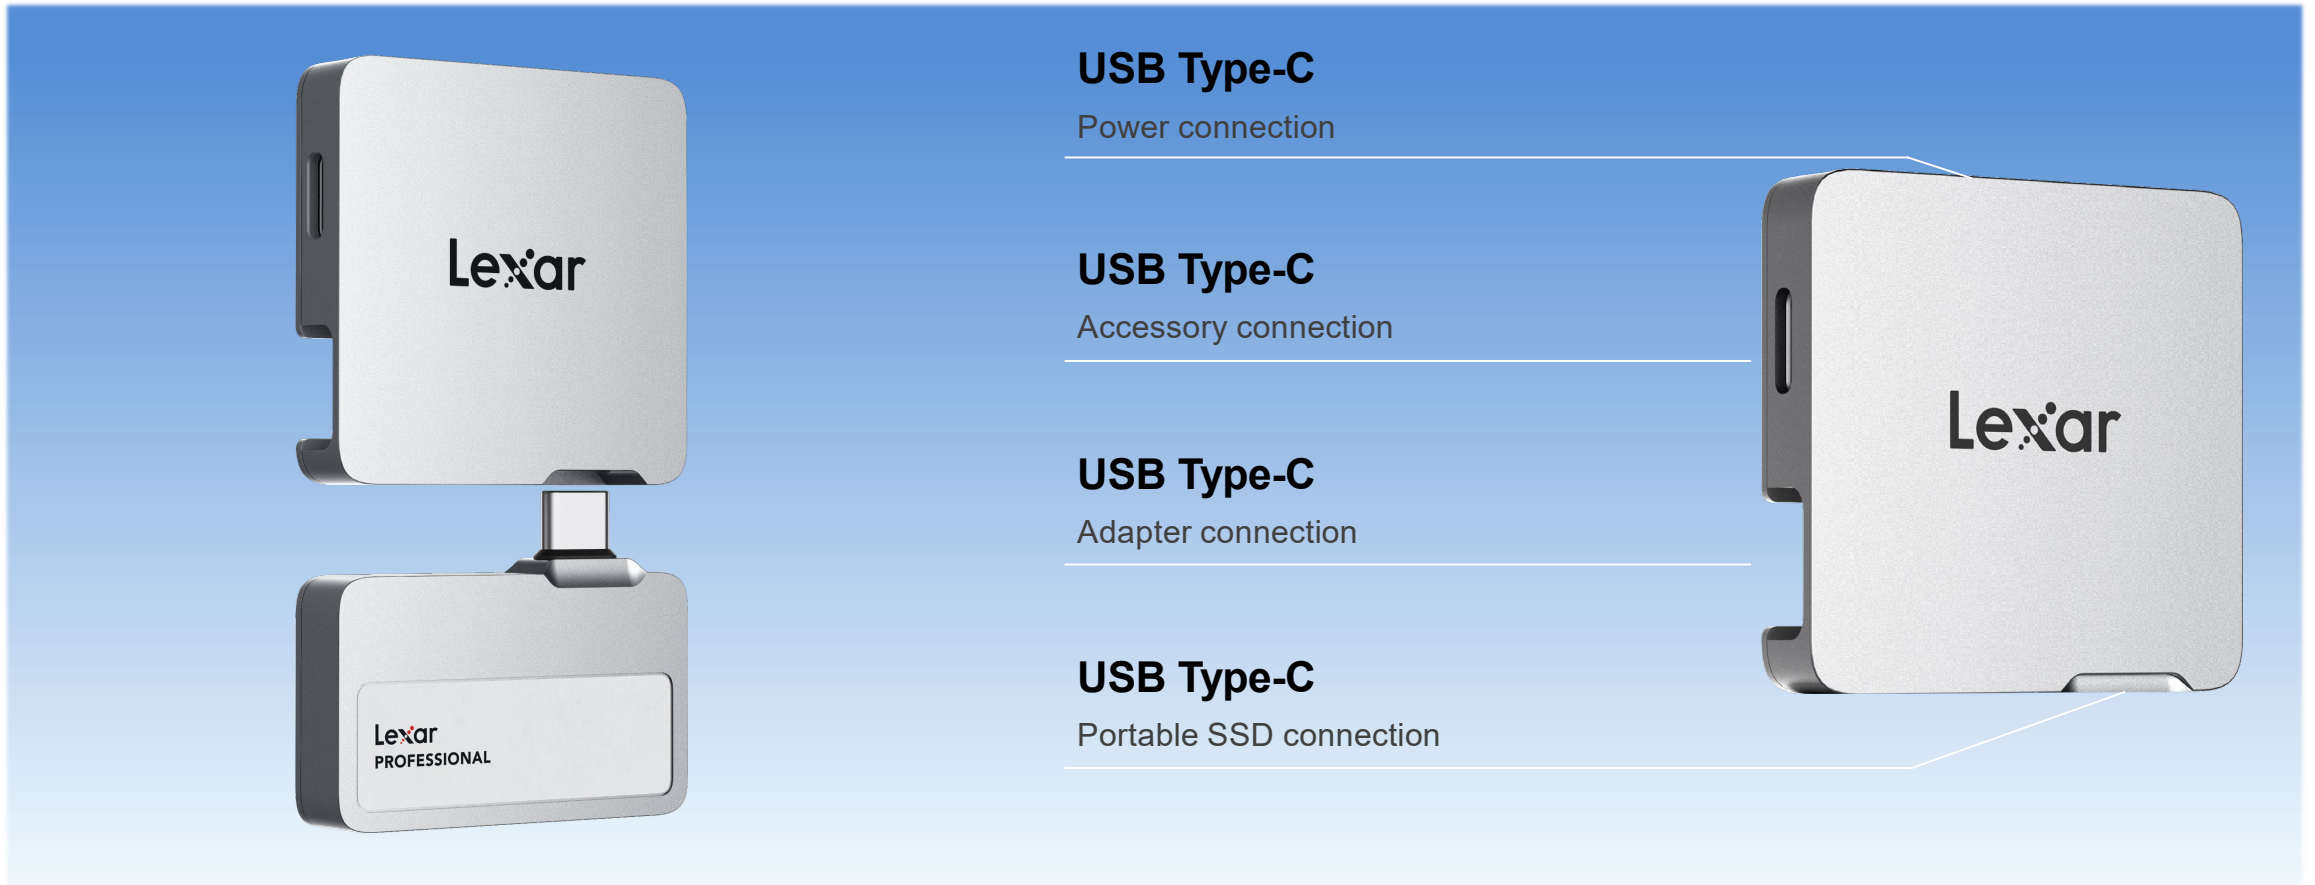 Lexar
Lexar
PROFESSIONAL
USB Type-C
Power connection
USB Type-C
Accessory connection
USB Type-C
Adapter connection
USB Type-C
Portable SSD connection
Lexar